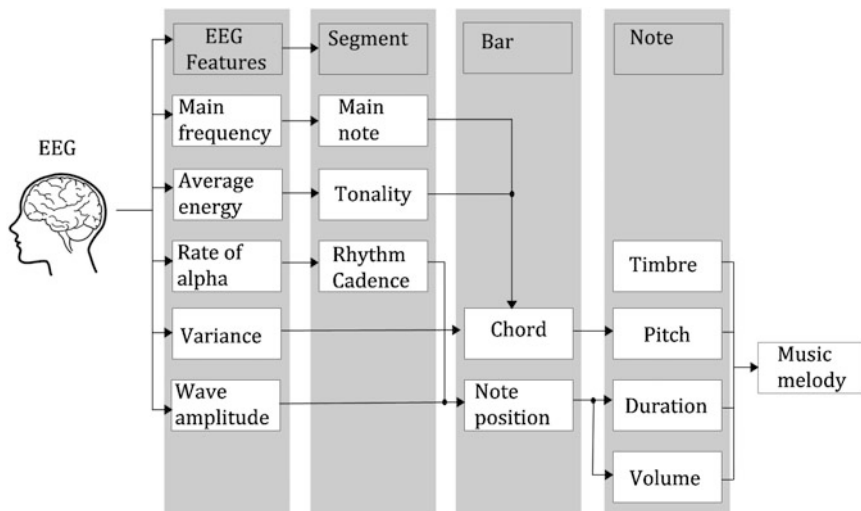 EEG
EEG
Features
Segment
Bar
Note
Main
frequency
Main
note
Average
energy
Tonality
Rate of
alpha
Rhythm
Cadence
Timbre
Variance
Chord
Pitch
Music
melody
Wave
amplitude
Note
position
Duration
Volume